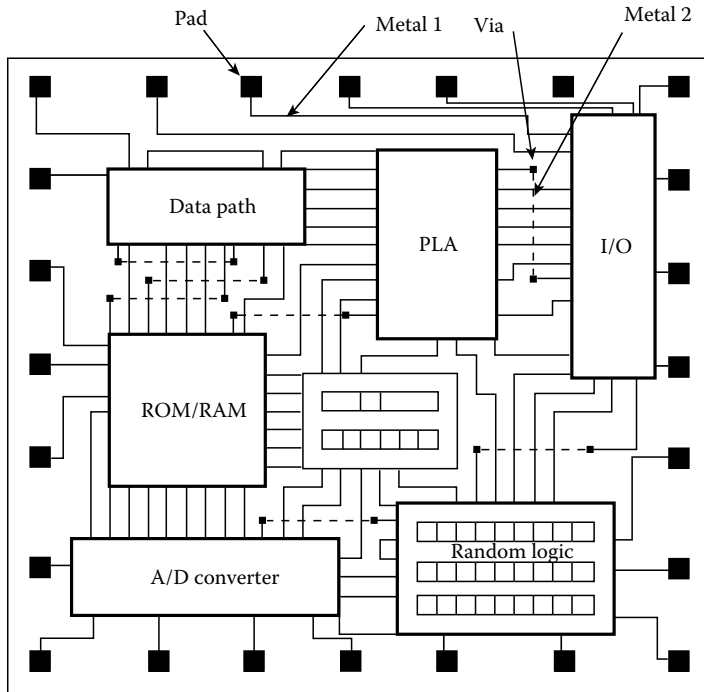 Pad
Metal 1
Via
Metal 2
Data path
PLA
I/O
ROM/RAM
Random logic
A/D converter